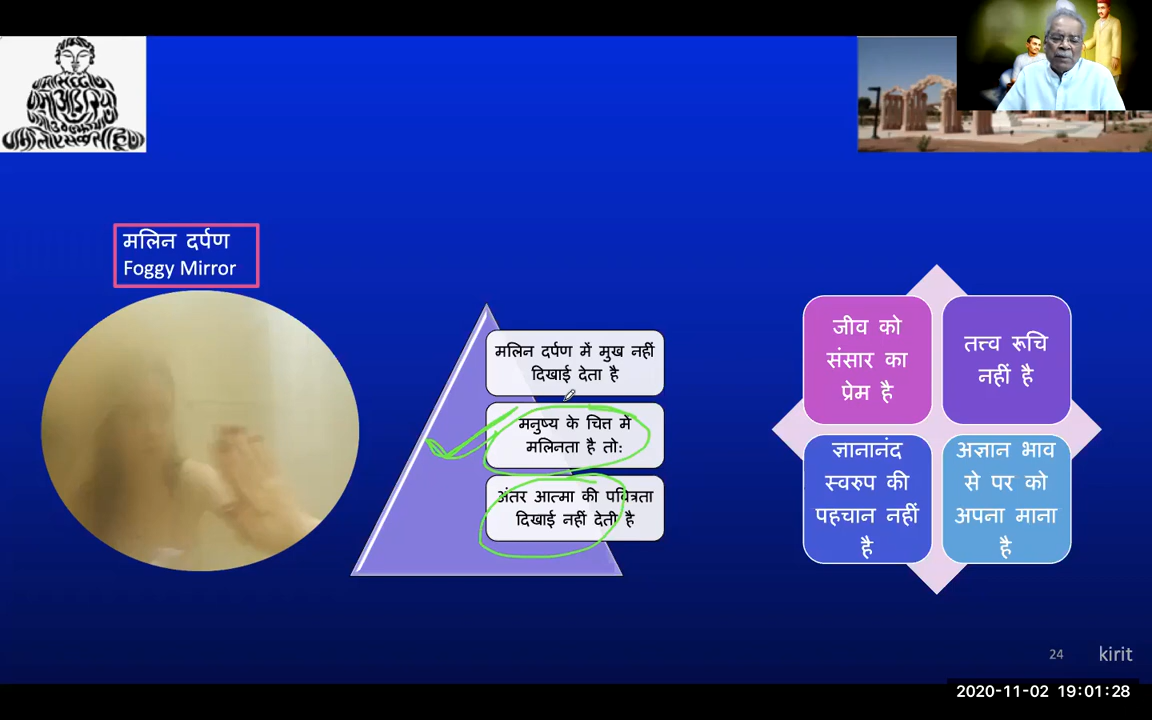 मलिन दर्पण
Foggy Mirror
मलिन दर्पण में मुख नहीं
दिखाई देता है
मनुष्य के चित्त में
मलिनता है तो:
अंतर आत्मा की पवित्रता
दिखाई नहीं देती है
जीव को
संसार का
प्रेम है
तत्त्व रूचि
नहीं है
ज्ञानानंद
स्वरुप की
पहचान नहीं
है
अज्ञान भाव
से पर को
अपना माना
है
24
kirit
2020-11-02 19:01:28